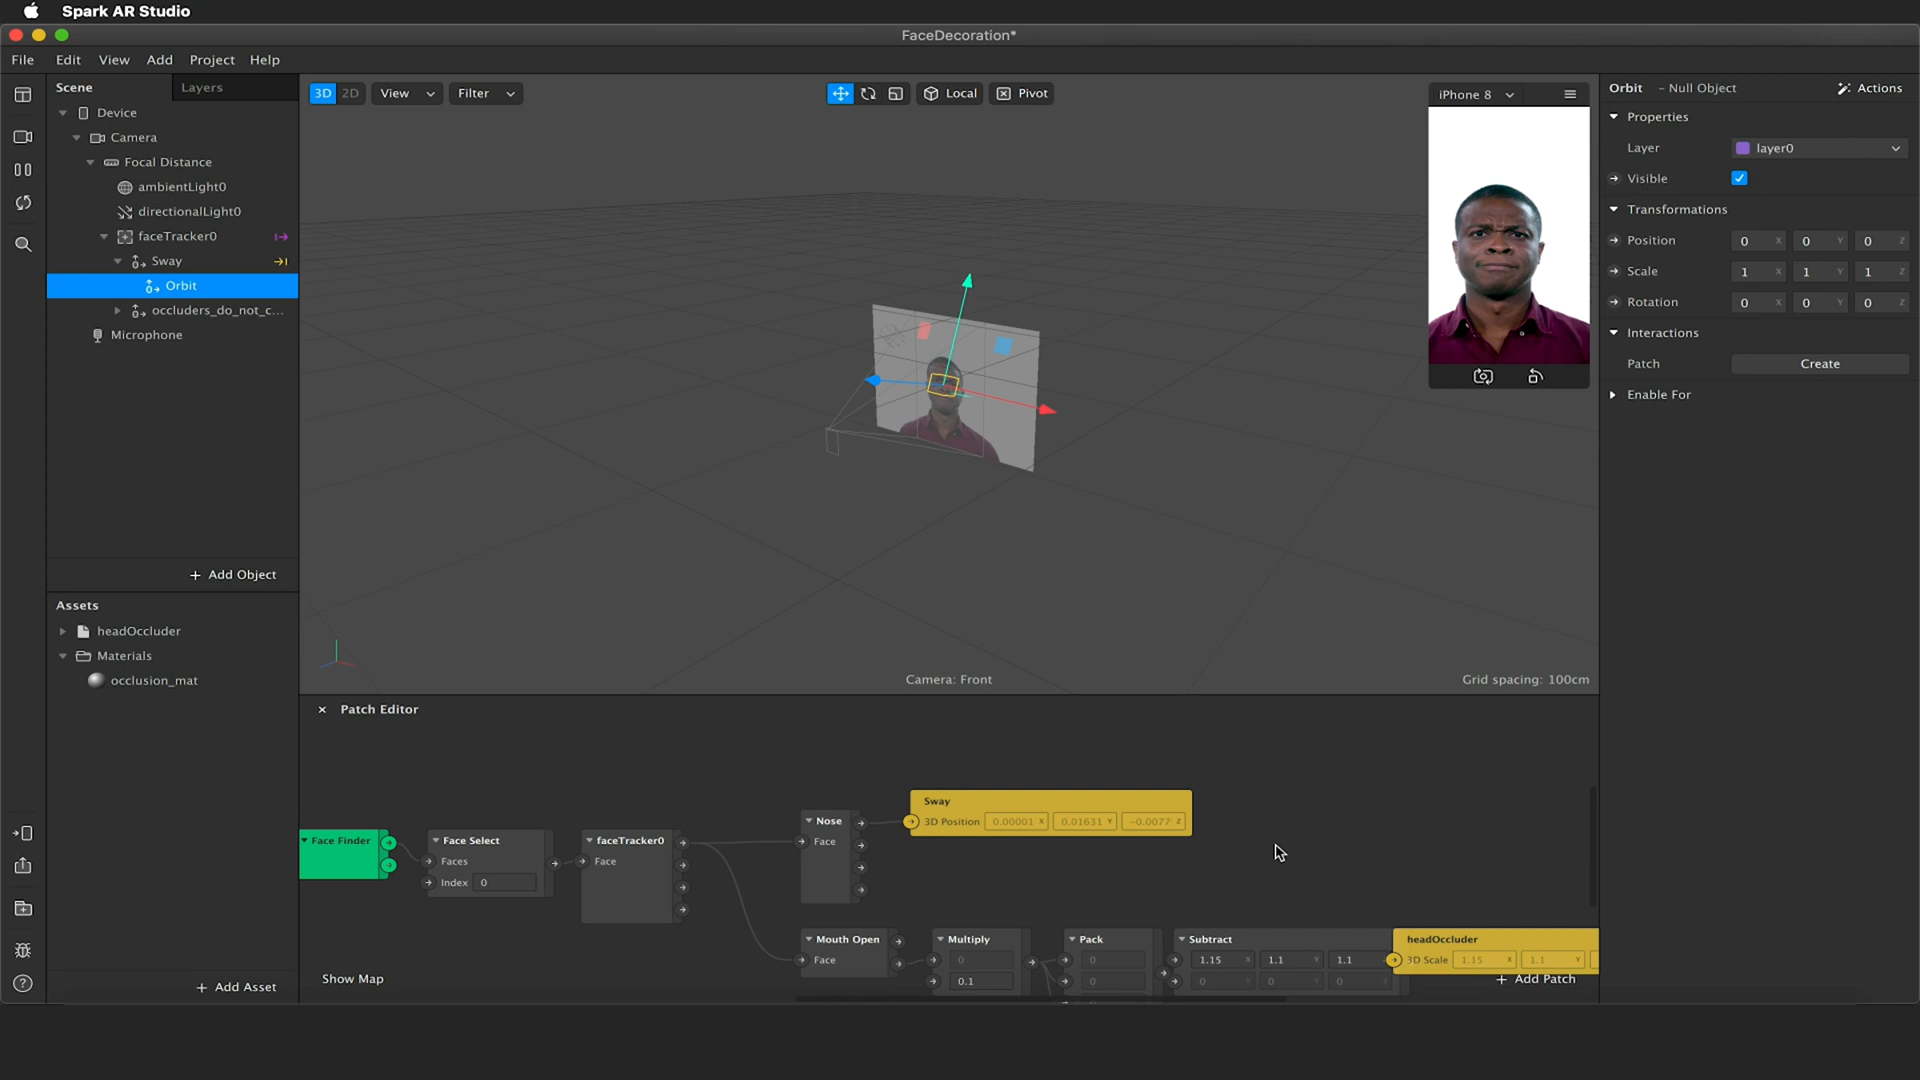 Spark AR Studio
FaceDecoration*
File Edit View Add Project Help
Scene Layers
Device
Camera
Focal Distance
ambientLight0
directionalLight0
faceTracker0
Sway
Orbit
occluders_do_not_c...
Microphone
+ Add Object
Assets
headOccluder
Materials
occlusion_mat
+ Add Asset
3D 2D View Filter Local Pivot
iPhone 8
Camera: Front
Grid spacing: 100cm
Orbit - Null Object Actions
Properties
Layer layer0
Visible
Transformations
Position 0 X 0 Y 0 Z
Scale 1 X 1 Y 1 Z
Rotation 0 X 0 Y 0 Z
Interactions
Patch Create
Enable For
× Patch Editor
Face Finder
Face Select
Faces
Index 0
faceTracker0
Face
Nose
Face
Sway
3D Position 0.00001 X 0.01631 Y -0.0077 Z
Mouth Open
Face
Multiply
0
0.1
Pack
0
0
Subtract
1.15 X 1.1 Y 1.1
0 0 0
headOccluder
3D Scale 1.15 X 1.1 Y
Show Map
+ Add Patch